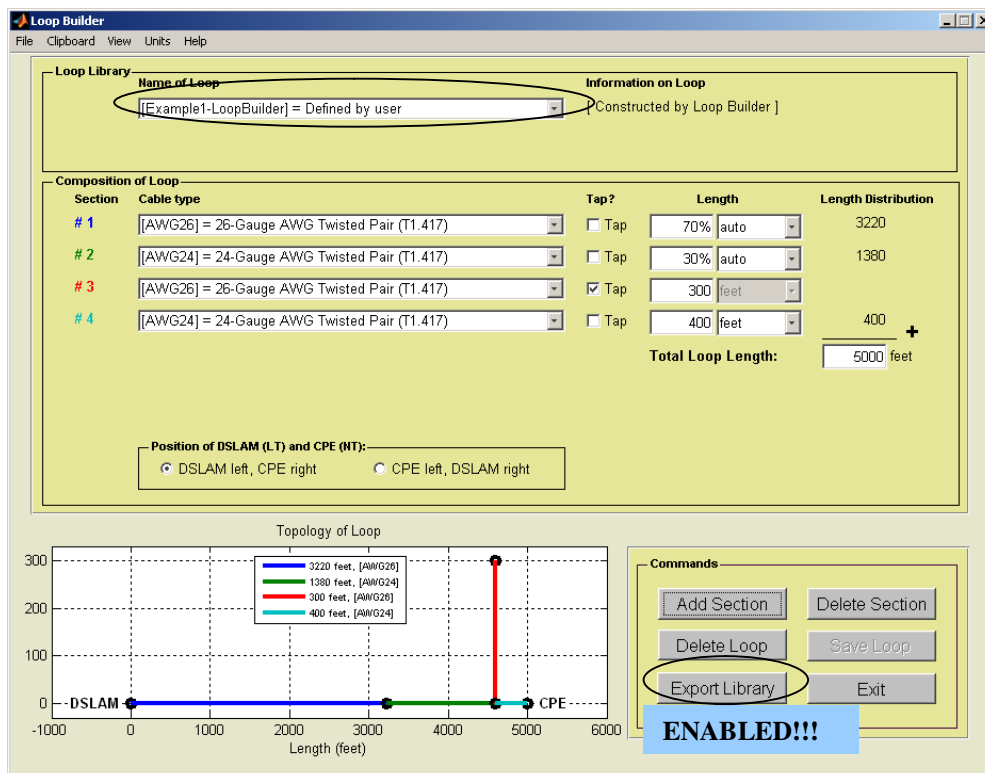 Loop Builder
File Clipboard View Units Help
Loop Library
Name of Loop Information on Loop
[Example1-LoopBuilder] = Defined by user [ Constructed by Loop Builder ]
Composition of Loop
Section Cable type Tap? Length Length Distribution
# 1 [AWG26] = 26-Gauge AWG Twisted Pair (T1.417) Tap 70% auto 3220
# 2 [AWG24] = 24-Gauge AWG Twisted Pair (T1.417) Tap 30% auto 1380
# 3 [AWG26] = 26-Gauge AWG Twisted Pair (T1.417) Tap 300 feet
# 4 [AWG24] = 24-Gauge AWG Twisted Pair (T1.417) Tap 400 feet 400 +
Total Loop Length: 5000 feet
Position of DSLAM (LT) and CPE (NT):
DSLAM left, CPE right CPE left, DSLAM right
Topology of Loop
300
200
100
0
3220 feet, [AWG26]
1380 feet, [AWG24]
300 feet, [AWG26]
400 feet, [AWG24]
DSLAM CPE
-1000 0 1000 2000 3000 4000 5000 6000
Length (feet)
Commands
Add Section Delete Section
Delete Loop Save Loop
Export Library Exit
ENABLED!!!